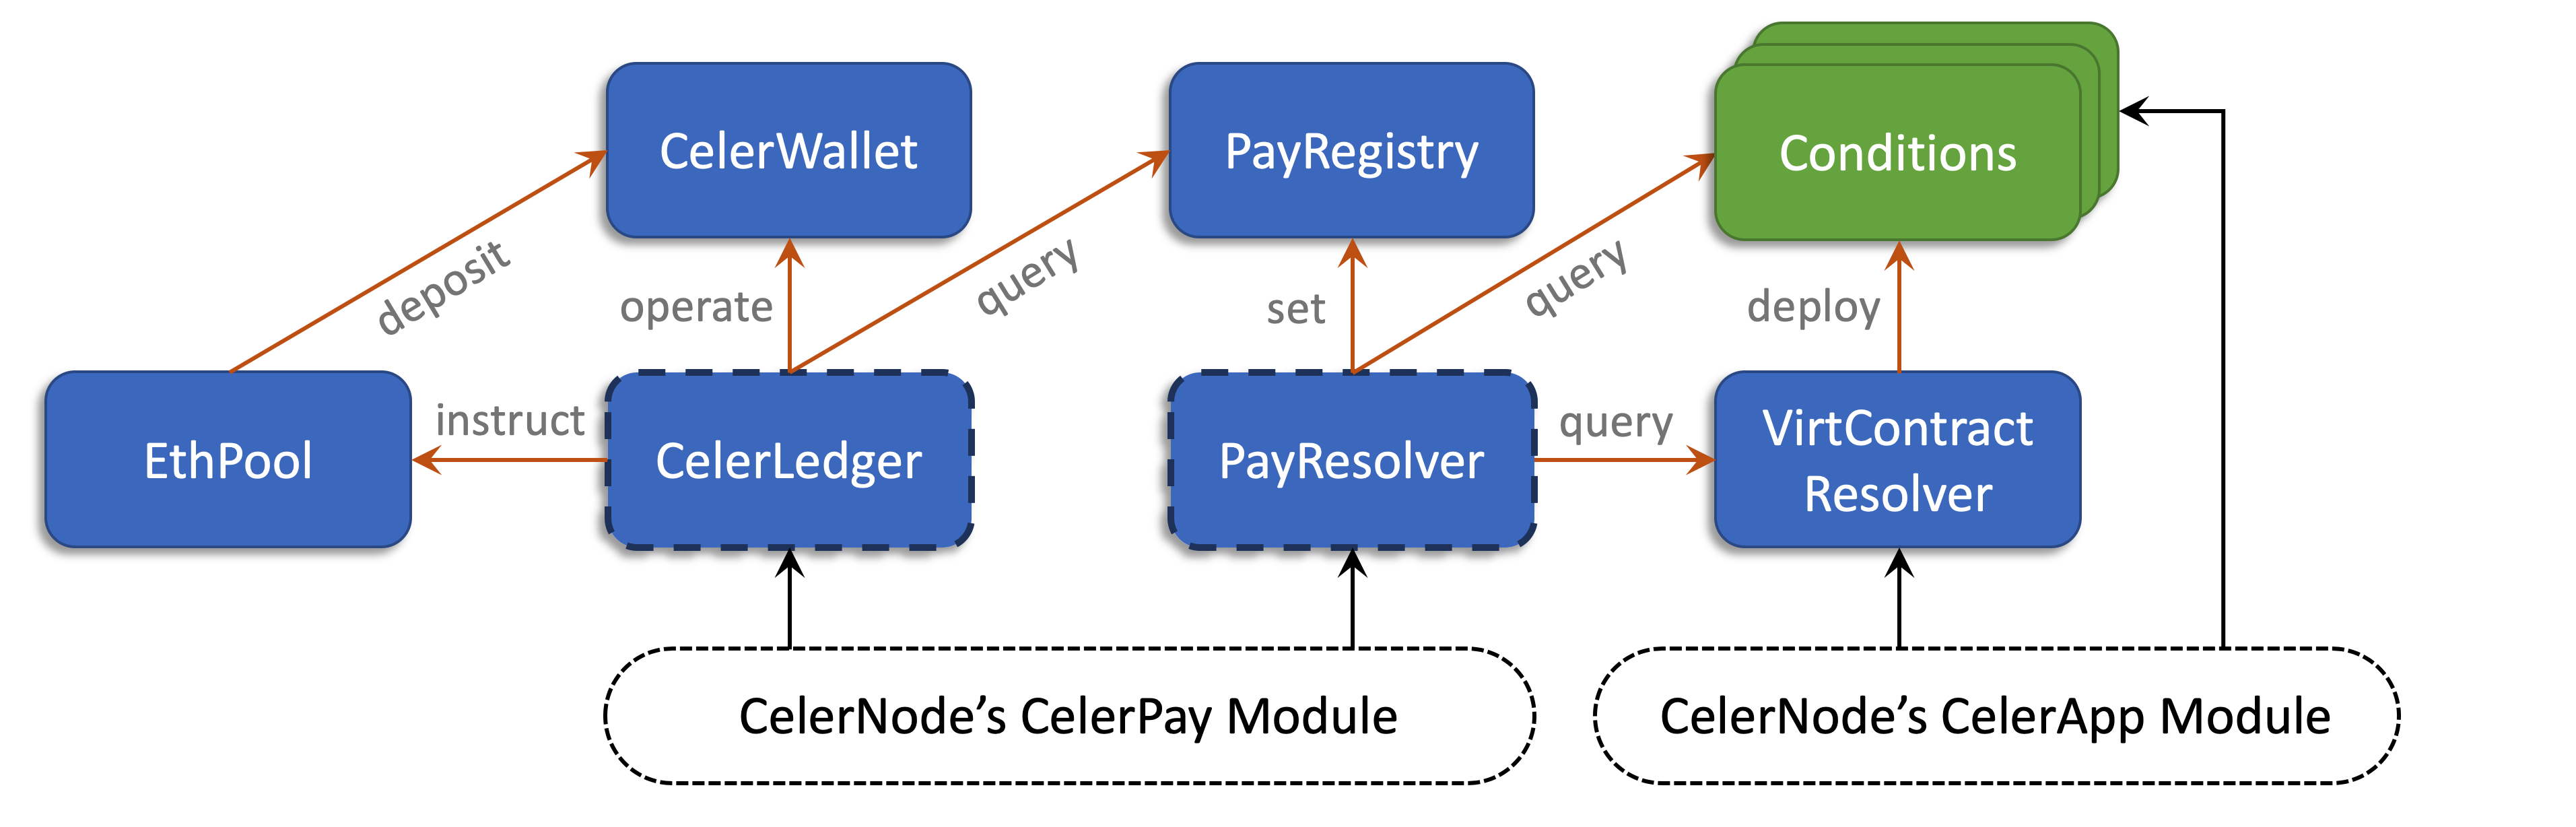 CelerWallet
PayRegistry
Conditions
deposit
operate
query
set
query
deploy
EthPool
instruct
CelerLedger
PayResolver
query
VirtContract
Resolver
CelerNode’s CelerPay Module
CelerNode’s CelerApp Module